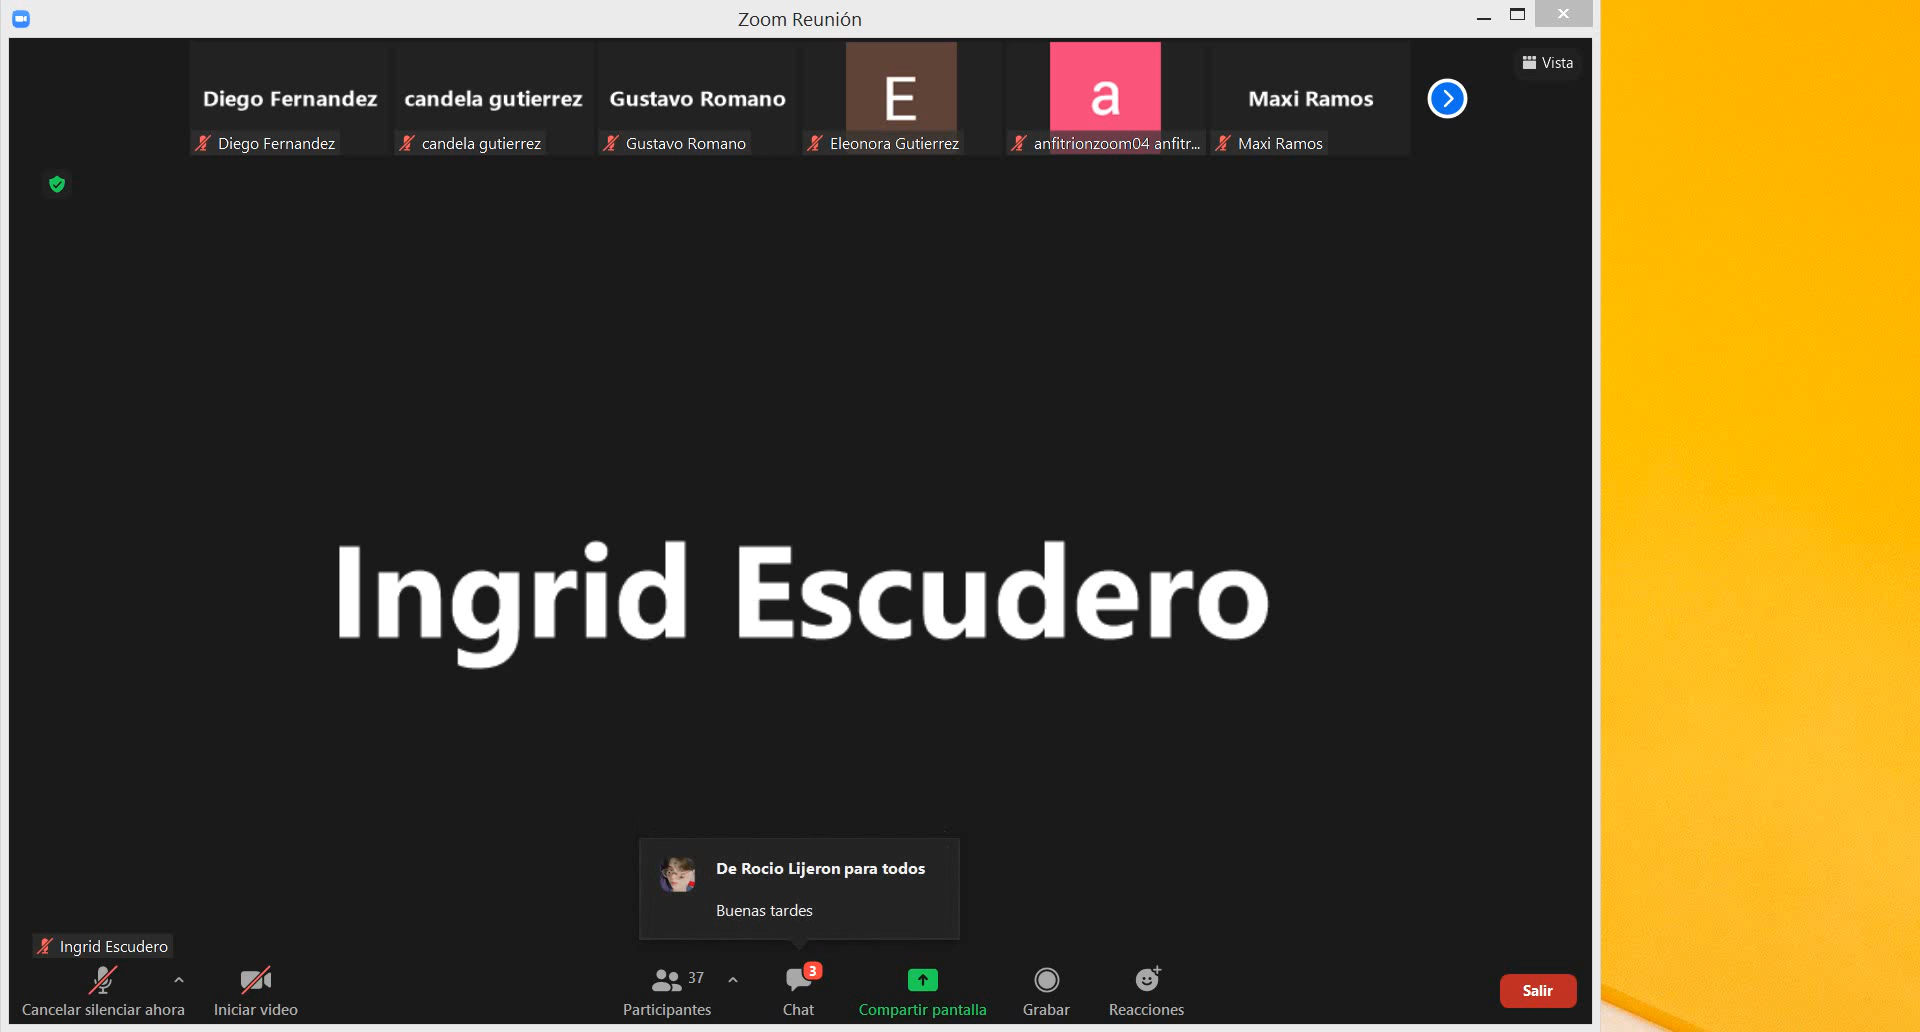 Zoom Reunión
Vista
Diego Fernandez
candela gutierrez
Gustavo Romano
E
a
Maxi Ramos
Diego Fernandez
candela gutierrez
Gustavo Romano
Eleonora Gutierrez
anfitrionzoom04 anfitr...
Maxi Ramos
Ingrid Escudero
De Rocio Lijeron para todos
Buenas tardes
Ingrid Escudero
37
3
Cancelar silenciar ahora
Iniciar video
Participantes
Chat
Compartir pantalla
Grabar
Reacciones
Salir